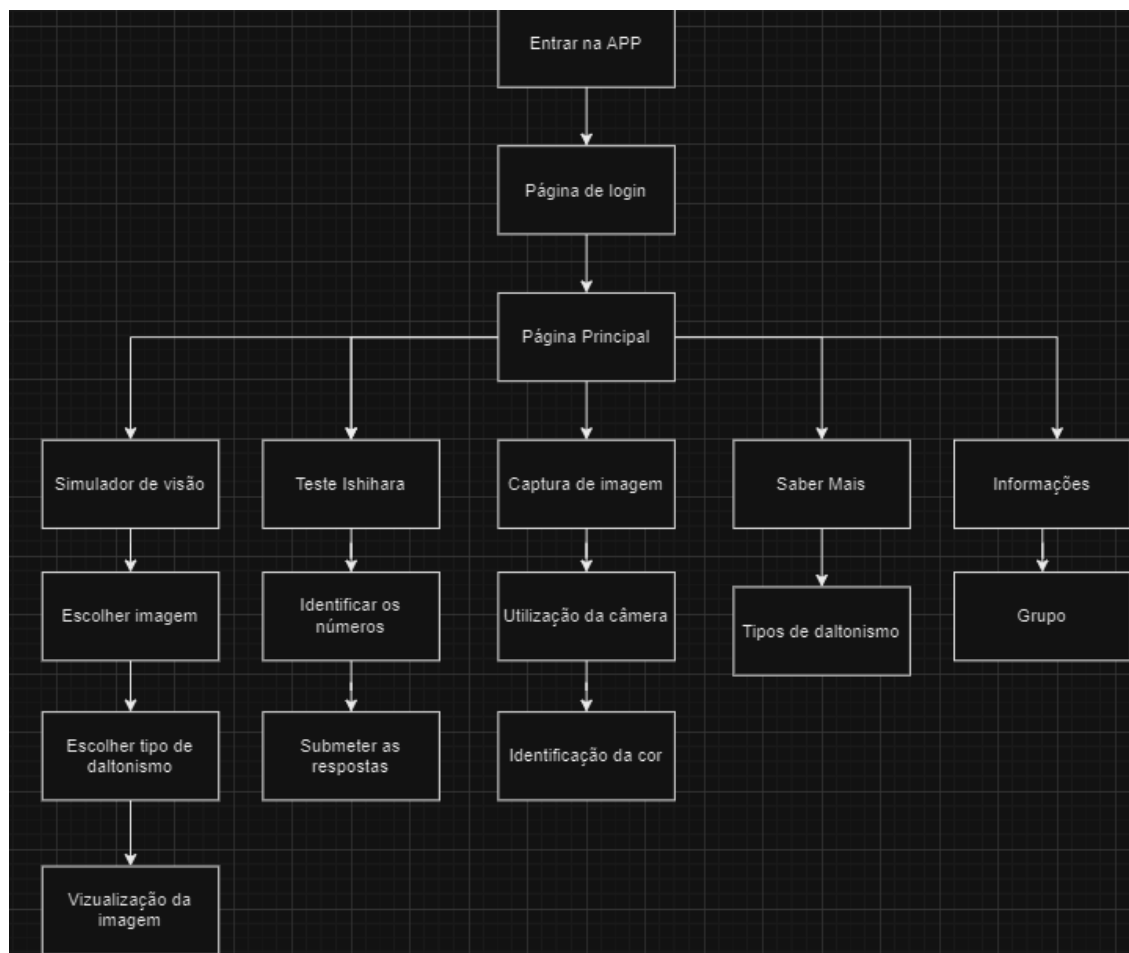 Entrar na APP
Página de login
Página Principal
Simulador de visão
Teste Ishihara
Captura de imagem
Saber Mais
Informações
Escolher imagem
Identificar os
números
Utilização da câmera
Tipos de daltonismo
Grupo
Escolher tipo de
daltonismo
Submeter as
respostas
Identificação da cor
Vizualização da
imagem